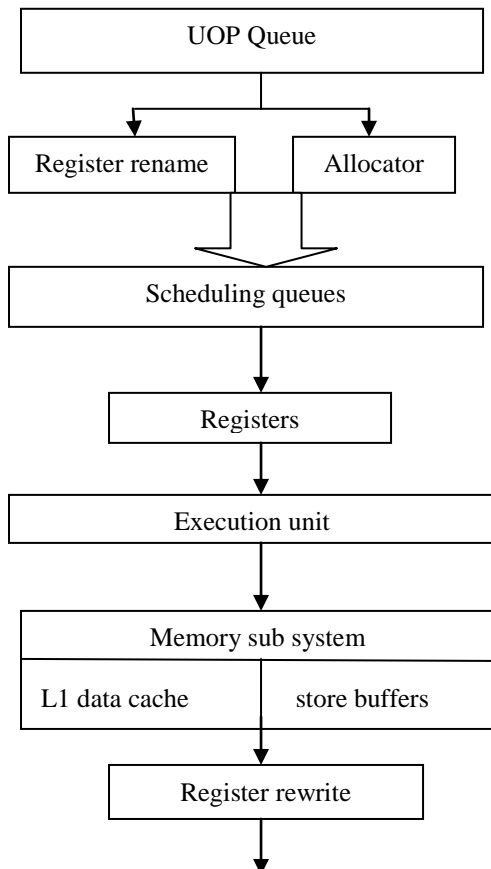 UOP Queue
Register rename
Allocator
Scheduling queues
Registers
Execution unit
Memory sub system
L1 data cache
store buffers
Register rewrite